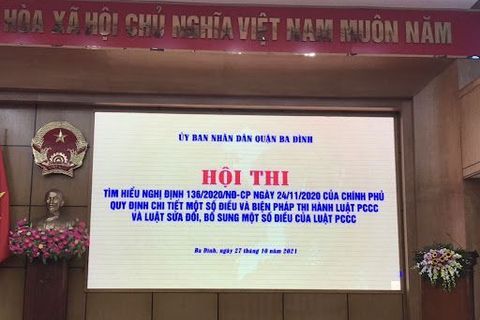 HÒA XÃ HỘI CHỦ NGHĨA VIỆT NAM MUÔN NĂM
ỦY BAN NHÂN DÂN QUẬN BA ĐÌNH
HỘI THI
TÌM HIỂU NGHỊ ĐỊNH 136/2020/NĐ-CP NGÀY 24/11/2020 CỦA CHÍNH PHỦ
QUY ĐỊNH CHI TIẾT MỘT SỐ ĐIỀU VÀ BIỆN PHÁP THI HÀNH LUẬT PCCC
VÀ LUẬT SỬA ĐỔI, BỔ SUNG MỘT SỐ ĐIỀU CỦA LUẬT PCCC
Ba Đình, ngày 27 tháng 10 năm 2021